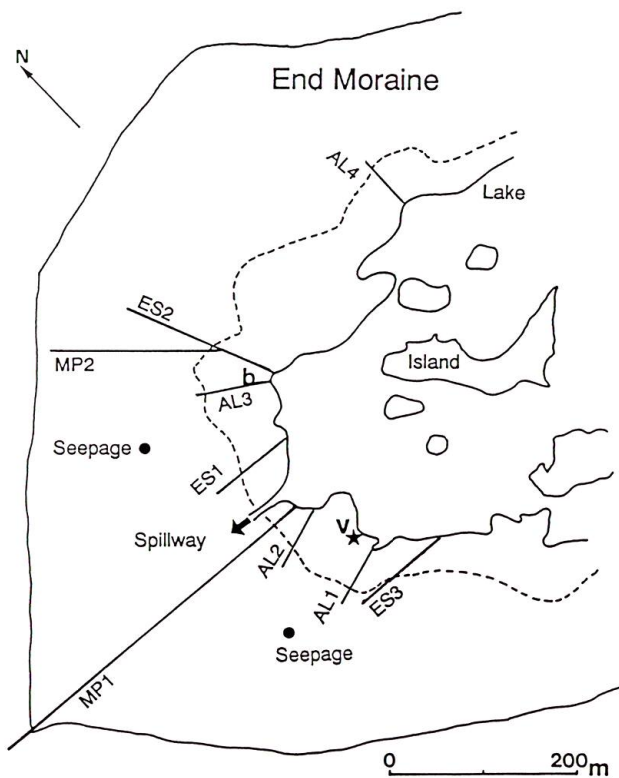 N
End Moraine
AL4
Lake
ES2
MP2
b
AL3
Island
Seepage
ES1
Spillway
V
AL2
AL1
ES3
Seepage
MP1
0 200m